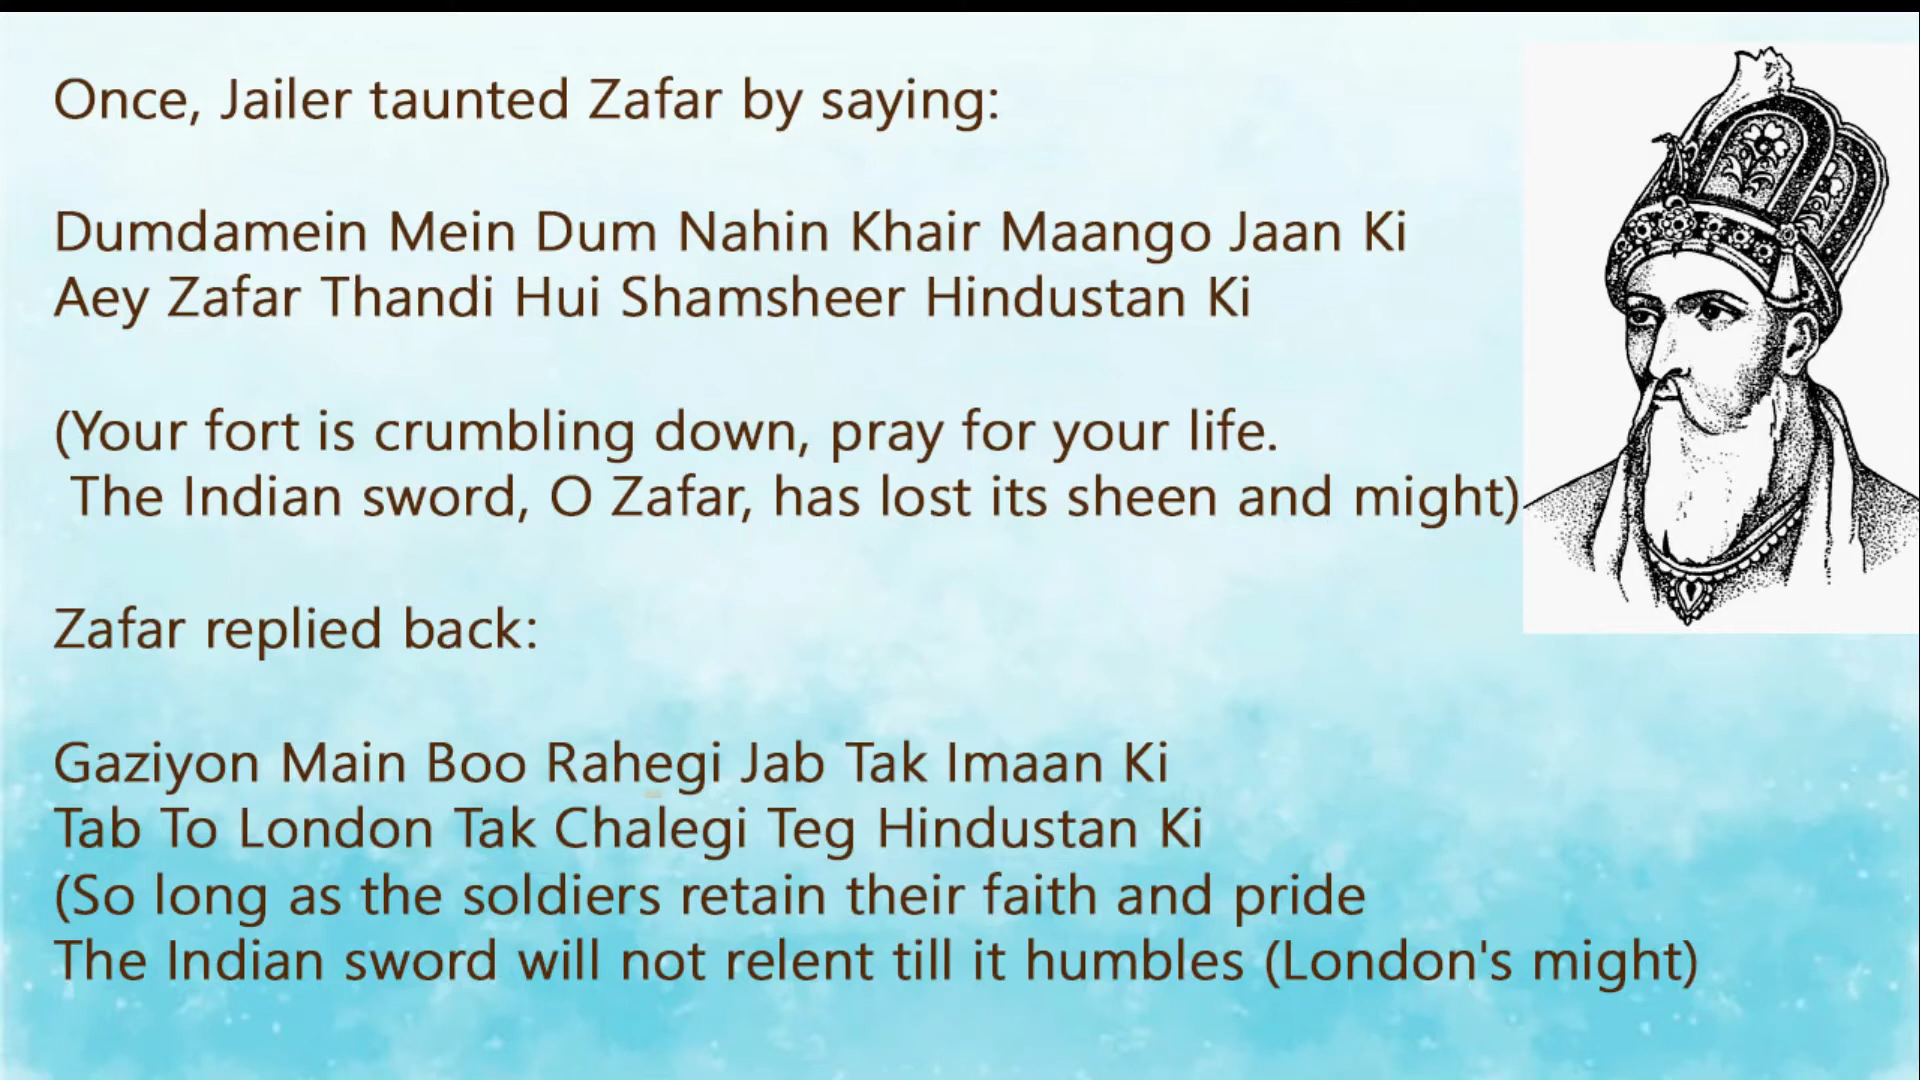 Once, Jailer taunted Zafar by saying:
Dumdamein Mein Dum Nahin Khair Maango Jaan Ki
Aey Zafar Thandi Hui Shamsheer Hindustan Ki
(Your fort is crumbling down, pray for your life.
The Indian sword, O Zafar, has lost its sheen and might)
Zafar replied back:
Gaziyon Main Boo Rahegi Jab Tak Imaan Ki
Tab To London Tak Chalegi Teg Hindustan Ki
(So long as the soldiers retain their faith and pride
The Indian sword will not relent till it humbles (London's might)